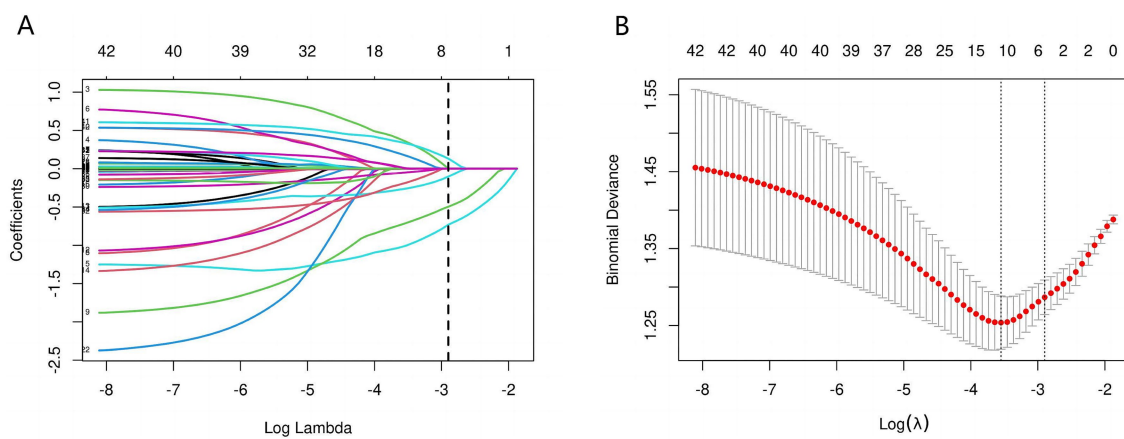 A
42 40 39 32 18 8 1
Coefficients
1.0
0.5
0.0
-0.5
-1.5
-2.5
3
6
4
2
5
14
9
22
-8 -7 -6 -5 -4 -3 -2
Log Lambda
B
42 42 40 40 40 39 37 28 25 15 10 6 2 2 0
Binomial Deviance
1.55
1.45
1.35
1.25
-8 -7 -6 -5 -4 -3 -2
Log(λ)